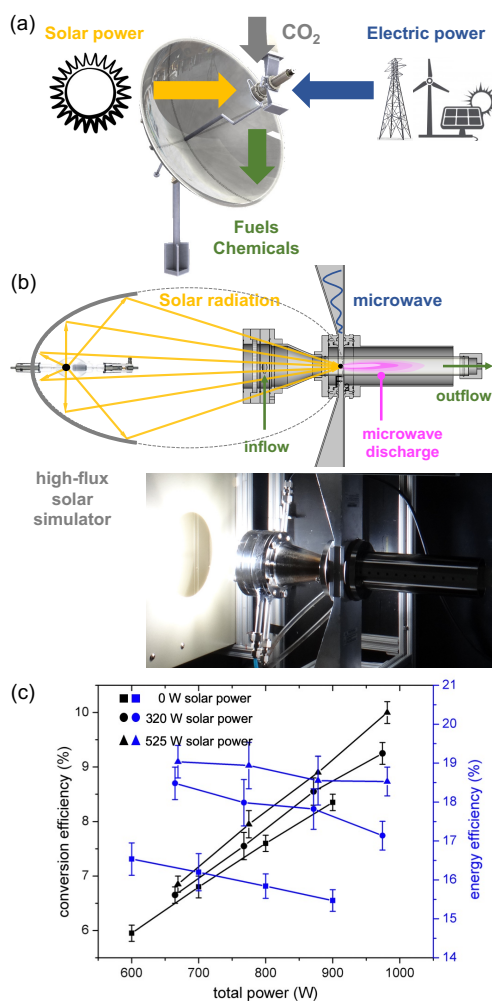 (a)
Solar power
CO₂
Electric power
Fuels
Chemicals
(b)
Solar radiation
microwave
inflow
outflow
microwave
discharge
high-flux
solar
simulator
(c)
0 W solar power
320 W solar power
525 W solar power
conversion efficiency (%)
10
9
8
7
6
energy efficiency (%)
21
20
19
18
17
16
15
14
600
700
800
900
1000
total power (W)